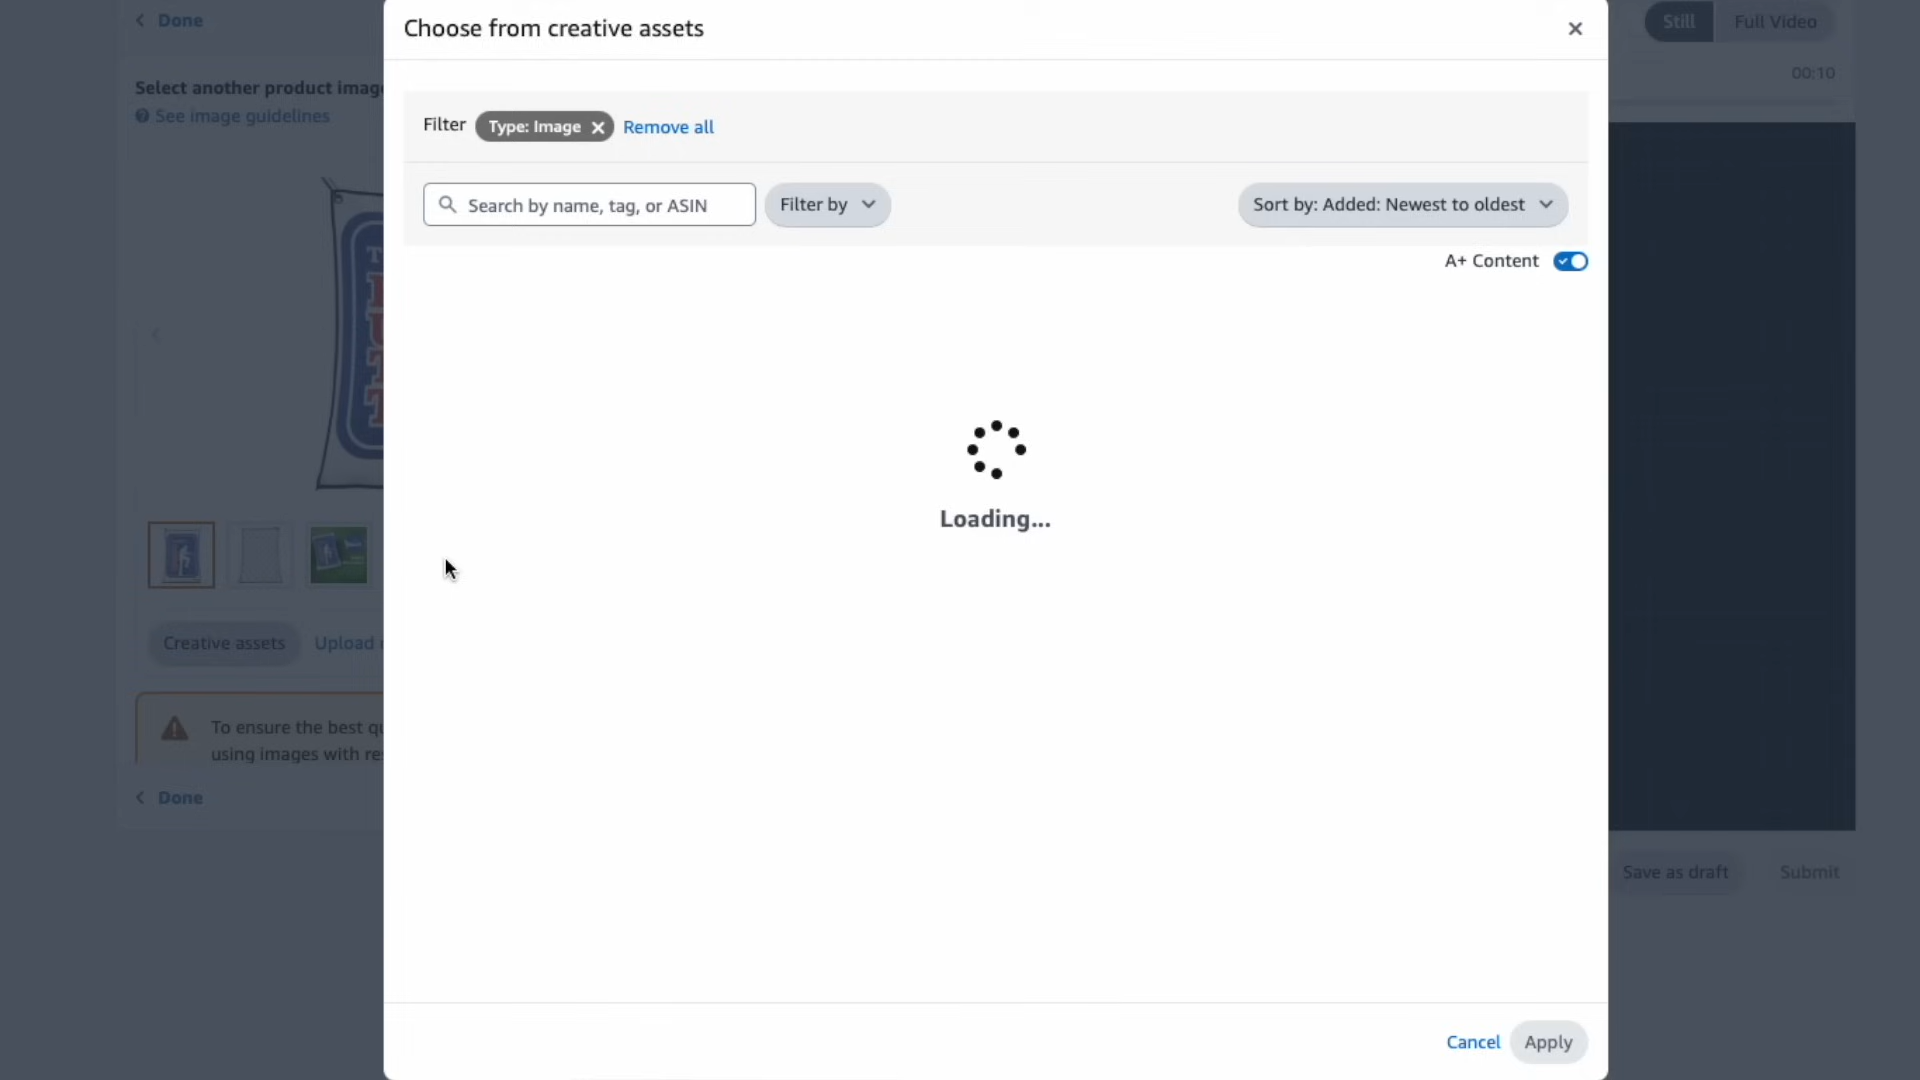 Done
Choose from creative assets
Still
Full Video
00:10
Select another product imag
See image guidelines
Filter
Type: Image
Remove all
Search by name, tag, or ASIN
Filter by
Sort by: Added: Newest to oldest
A+ Content
Loading...
Creative assets
Upload
To ensure the best qu
using images with re
Done
Save as draft
Submit
Cancel
Apply